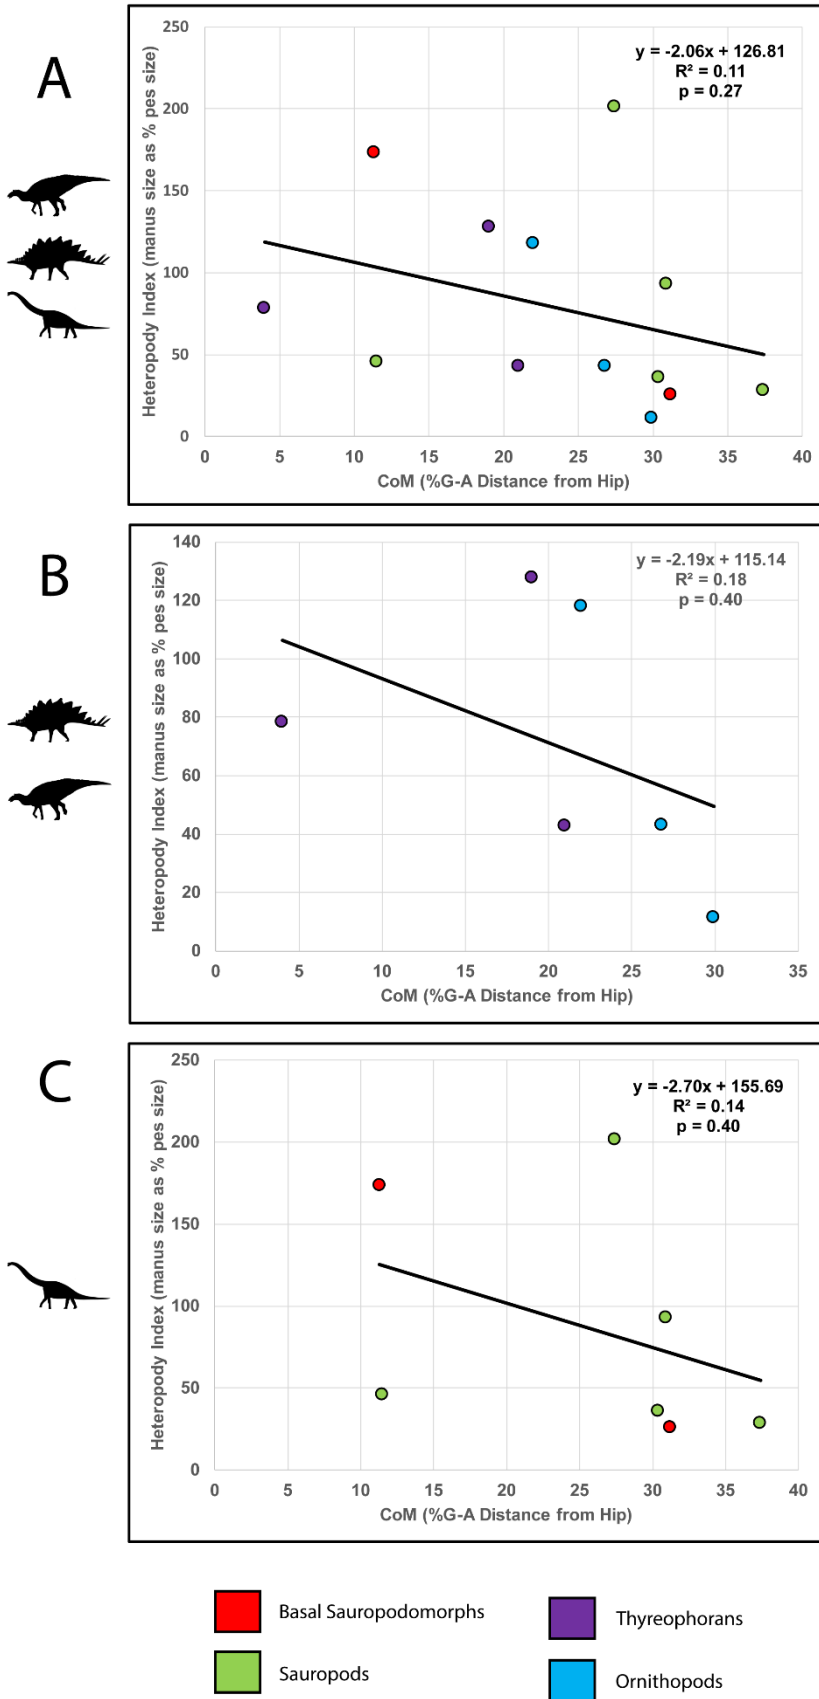 A
Heteropody Index (manus size as % pes size)
250
200
150
100
50
0
y = -2.06x + 126.81
R² = 0.11
p = 0.27
0 5 10 15 20 25 30 35 40
CoM (%G-A Distance from Hip)
B
Heteropody Index (manus size as % pes size)
140
120
100
80
60
40
20
0
y = -2.19x + 115.14
R² = 0.18
p = 0.40
0 5 10 15 20 25 30 35
CoM (%G-A Distance from Hip)
C
Heteropody Index (manus size as % pes size)
250
200
150
100
50
0
y = -2.70x + 155.69
R² = 0.14
p = 0.40
0 5 10 15 20 25 30 35 40
CoM (%G-A Distance from Hip)
Basal Sauropodomorphs
Thyreophorans
Sauropods
Ornithopods